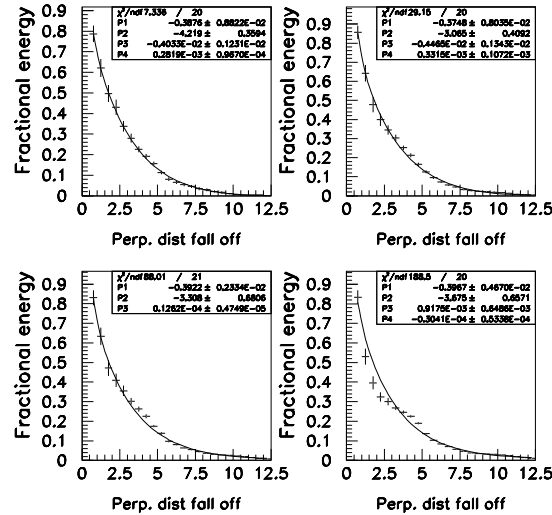 Fractional energy
0.9
0.8
0.7
0.6
0.5
0.4
0.3
0.2
0.1
0
χ²/ndf 7.336 / 20
P1 -0.3876 ± 0.8822E-02
P2 -4.219 ± 0.3594
P3 -0.4033E-02 ± 0.1231E-02
P4 0.2819E-03 ± 0.9870E-04
0 2.5 5 7.5 10 12.5
Perp. dist fall off
Fractional energy
0.9
0.8
0.7
0.6
0.5
0.4
0.3
0.2
0.1
0
χ²/ndf 29.15 / 20
P1 -0.3748 ± 0.8035E-02
P2 -3.065 ± 0.4092
P3 -0.4465E-02 ± 0.1343E-02
P4 0.3315E-03 ± 0.1072E-03
0 2.5 5 7.5 10 12.5
Perp. dist fall off
Fractional energy
0.9
0.8
0.7
0.6
0.5
0.4
0.3
0.2
0.1
0
χ²/ndf 88.01 / 21
P1 -0.3922 ± 0.2334E-02
P2 -3.308 ± 0.6806
P3 0.1262E-04 ± 0.4749E-05
0 2.5 5 7.5 10 12.5
Perp. dist fall off
Fractional energy
0.9
0.8
0.7
0.6
0.5
0.4
0.3
0.2
0.1
0
χ²/ndf 188.5 / 20
P1 -0.3967 ± 0.4670E-02
P2 -3.675 ± 0.6571
P3 0.9175E-03 ± 0.6486E-03
P4 -0.3041E-04 ± 0.5338E-04
0 2.5 5 7.5 10 12.5
Perp. dist fall off